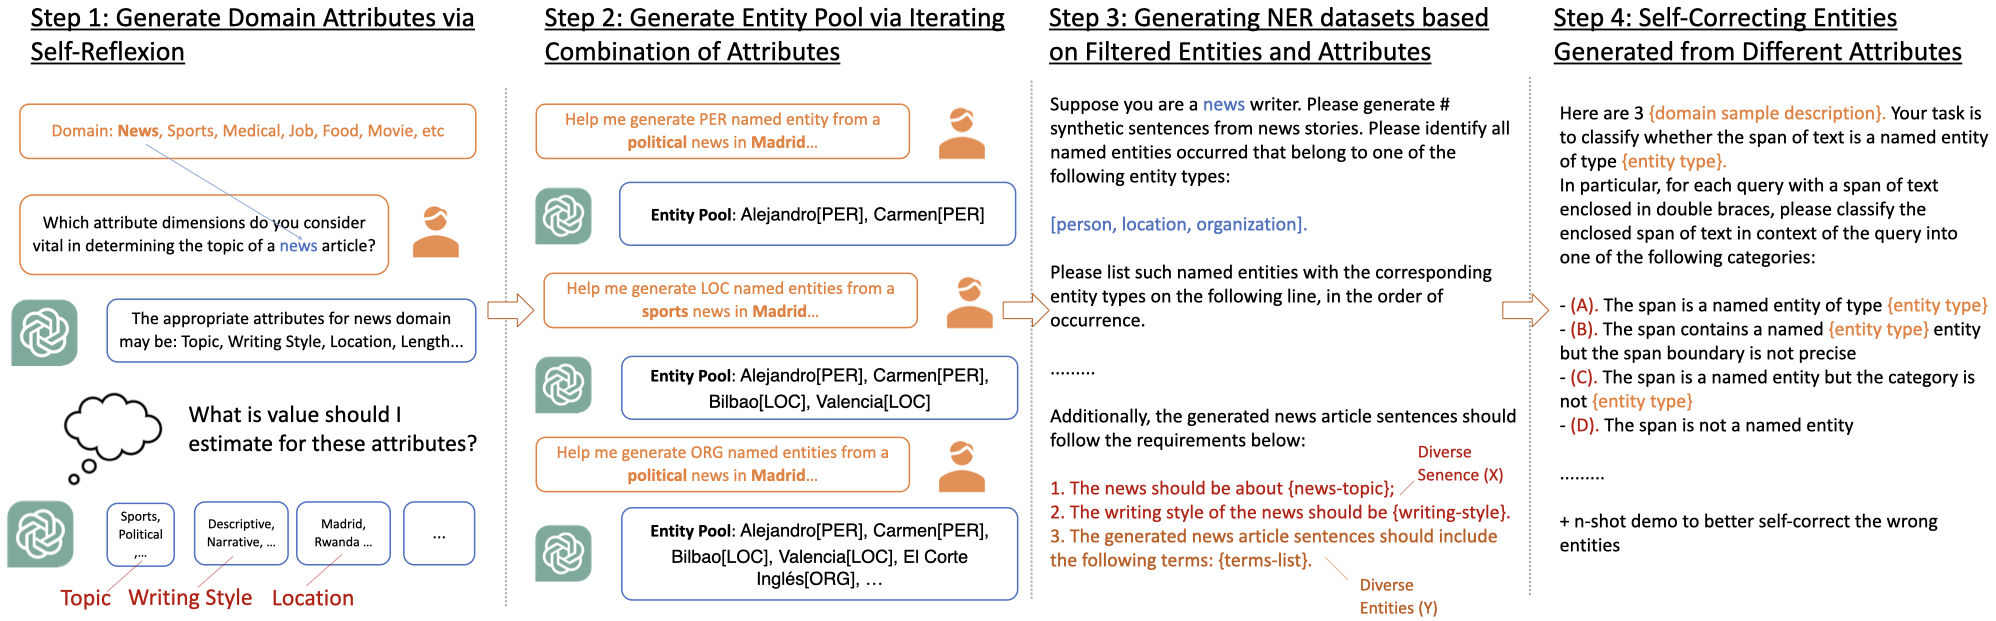 Step 1: Generate Domain Attributes via
Self-Reflexion
Domain: News, Sports, Medical, Job, Food, Movie, etc
Which attribute dimensions do you consider
vital in determining the topic of a news article?
The appropriate attributes for news domain
may be: Topic, Writing Style, Location, Length...
What is value should I
estimate for these attributes?
Sports,
Political
,...
Descriptive,
Narrative, ...
Madrid,
Rwanda ...
...
Topic
Writing Style
Location
Step 2: Generate Entity Pool via Iterating
Combination of Attributes
Help me generate PER named entity from a
political news in Madrid...
Entity Pool: Alejandro[PER], Carmen[PER]
Help me generate LOC named entities from a
sports news in Madrid...
Entity Pool: Alejandro[PER], Carmen[PER],
Bilbao[LOC], Valencia[LOC]
Help me generate ORG named entities from a
political news in Madrid...
Entity Pool: Alejandro[PER], Carmen[PER],
Bilbao[LOC], Valencia[LOC], El Corte
Inglés[ORG], ...
Step 3: Generating NER datasets based
on Filtered Entities and Attributes
Suppose you are a news writer. Please generate #
synthetic sentences from news stories. Please identify all
named entities occurred that belong to one of the
following entity types:
[person, location, organization].
Please list such named entities with the corresponding
entity types on the following line, in the order of
occurrence.
.........
Additionally, the generated news article sentences should
follow the requirements below:
Diverse
Senence (X)
1. The news should be about {news-topic};
2. The writing style of the news should be {writing-style}.
3. The generated news article sentences should include
the following terms: {terms-list}.
Diverse
Entities (Y)
Step 4: Self-Correcting Entities
Generated from Different Attributes
Here are 3 {domain sample description}. Your task is
to classify whether the span of text is a named entity
of type {entity type}.
In particular, for each query with a span of text
enclosed in double braces, please classify the
enclosed span of text in context of the query into
one of the following categories:
- (A). The span is a named entity of type {entity type}
- (B). The span contains a named {entity type} entity
but the span boundary is not precise
- (C). The span is a named entity but the category is
not {entity type}
- (D). The span is not a named entity
.........
+ n-shot demo to better self-correct the wrong
entities